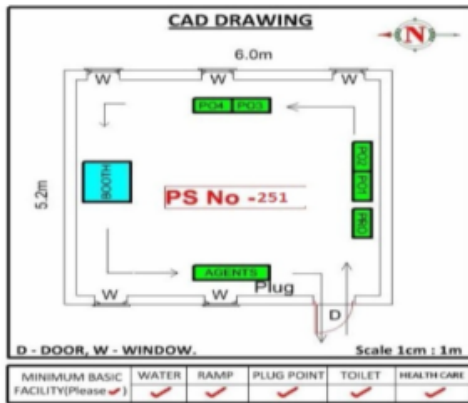 CAD DRAWING
N
6.0m
W W W
PO4 PO3
5.2m
BOOTH
PO2
PO1
PS No -251
PRO
AGENTS
Plug
W W
D
D - DOOR, W - WINDOW. Scale 1cm : 1m
MINIMUM BASIC FACILITY(Please ✓) WATER RAMP PLUG POINT TOILET HEALTH CARE
✓ ✓ ✓ ✓ ✓